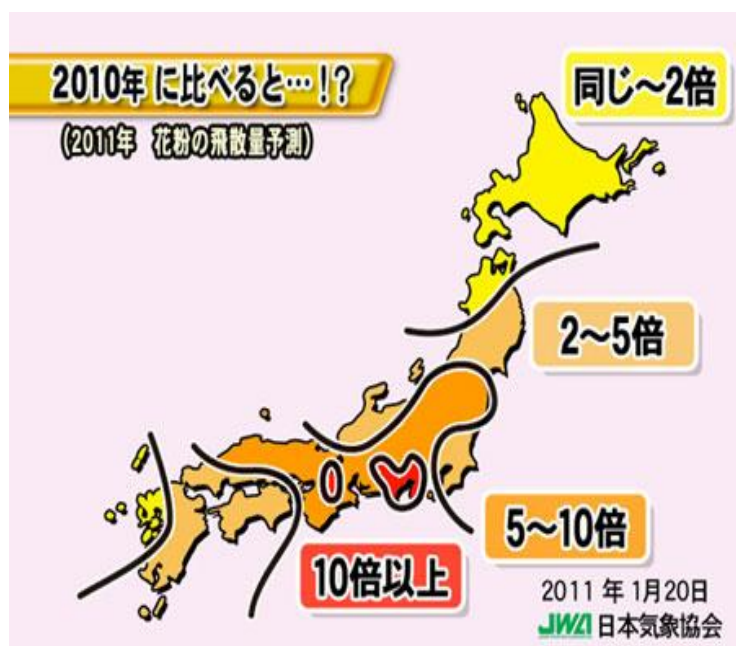 2010年 に比べると…!?
(2011年 花粉の飛散量予測)
同じ～2倍
2～5倍
5～10倍
10倍以上
2011 年 1月20日
JWA 日本気象協会